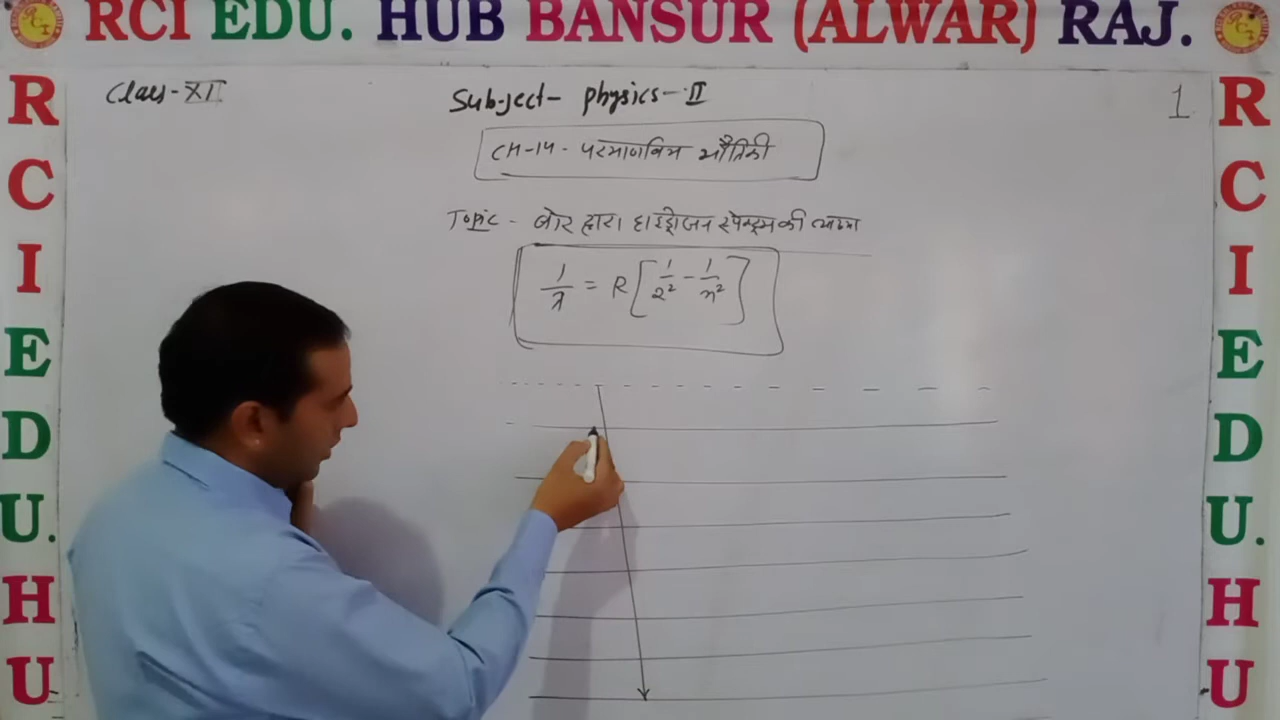 RCI EDU. HUB BANSUR (ALWAR) RAJ.
Class-XII
Subject- physics-II
1
CH-14- परमाणवीय भौतिकी
Topic - बोर द्वारा हाइड्रोजन स्पेक्ट्रम की व्याख्या
1/λ = R[1/2² - 1/n²]
R
C
I
E
D
U.
H
U
R
C
I
E
D
U.
H
U